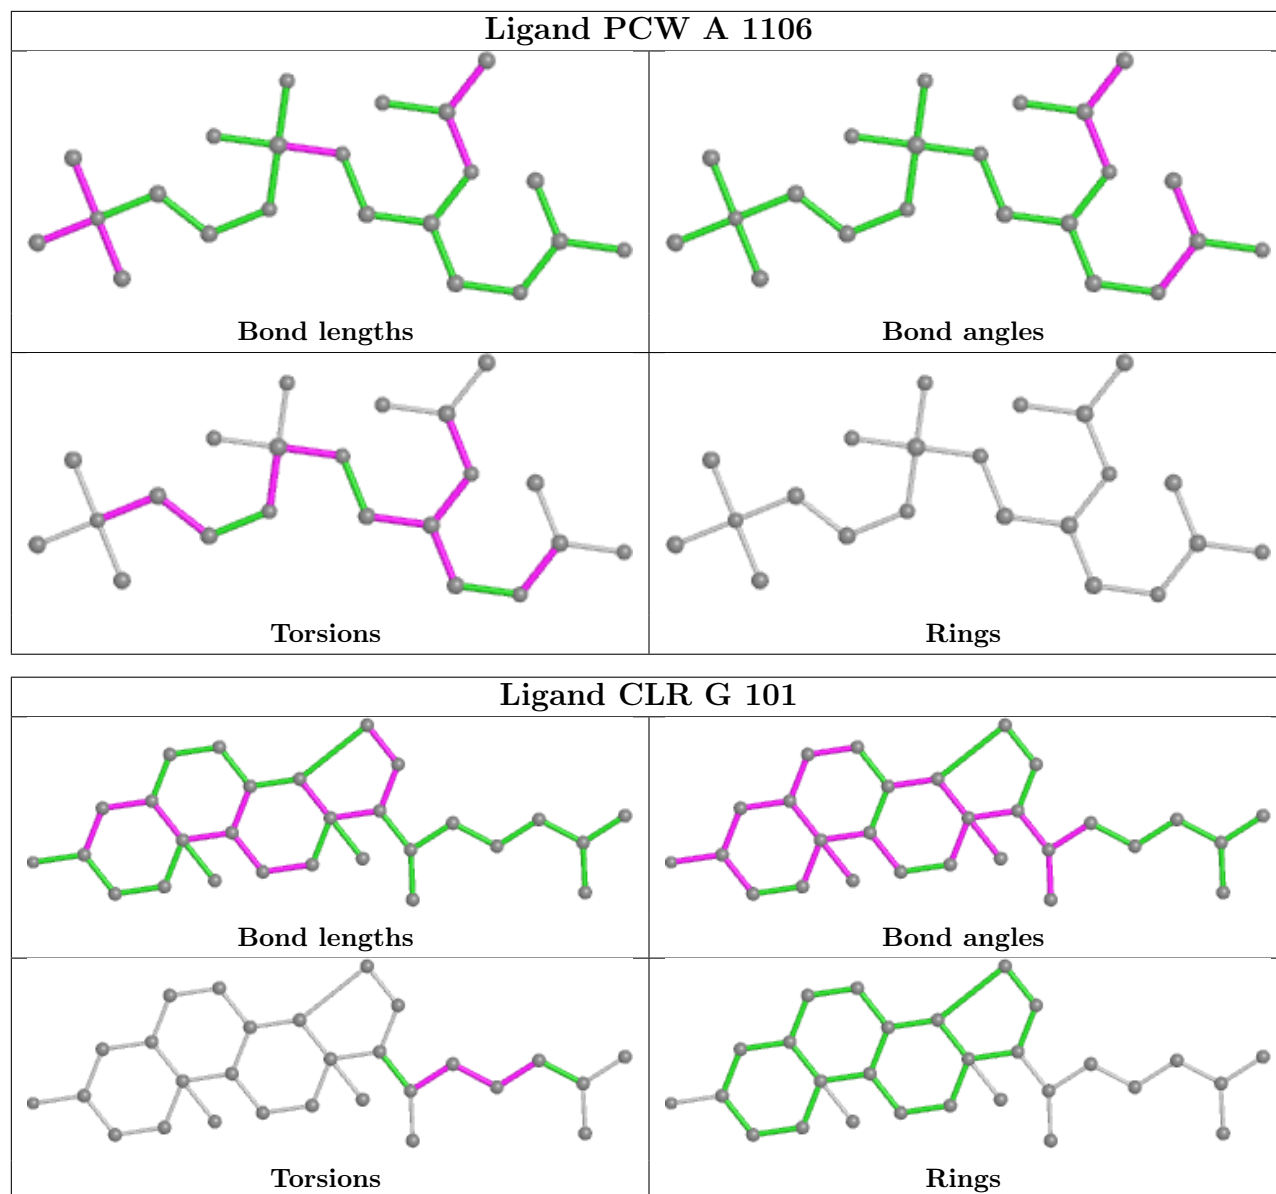 Ligand PCW A 1106
Bond lengths
Bond angles
Torsions
Rings
Ligand CLR G 101
Bond lengths
Bond angles
Torsions
Rings